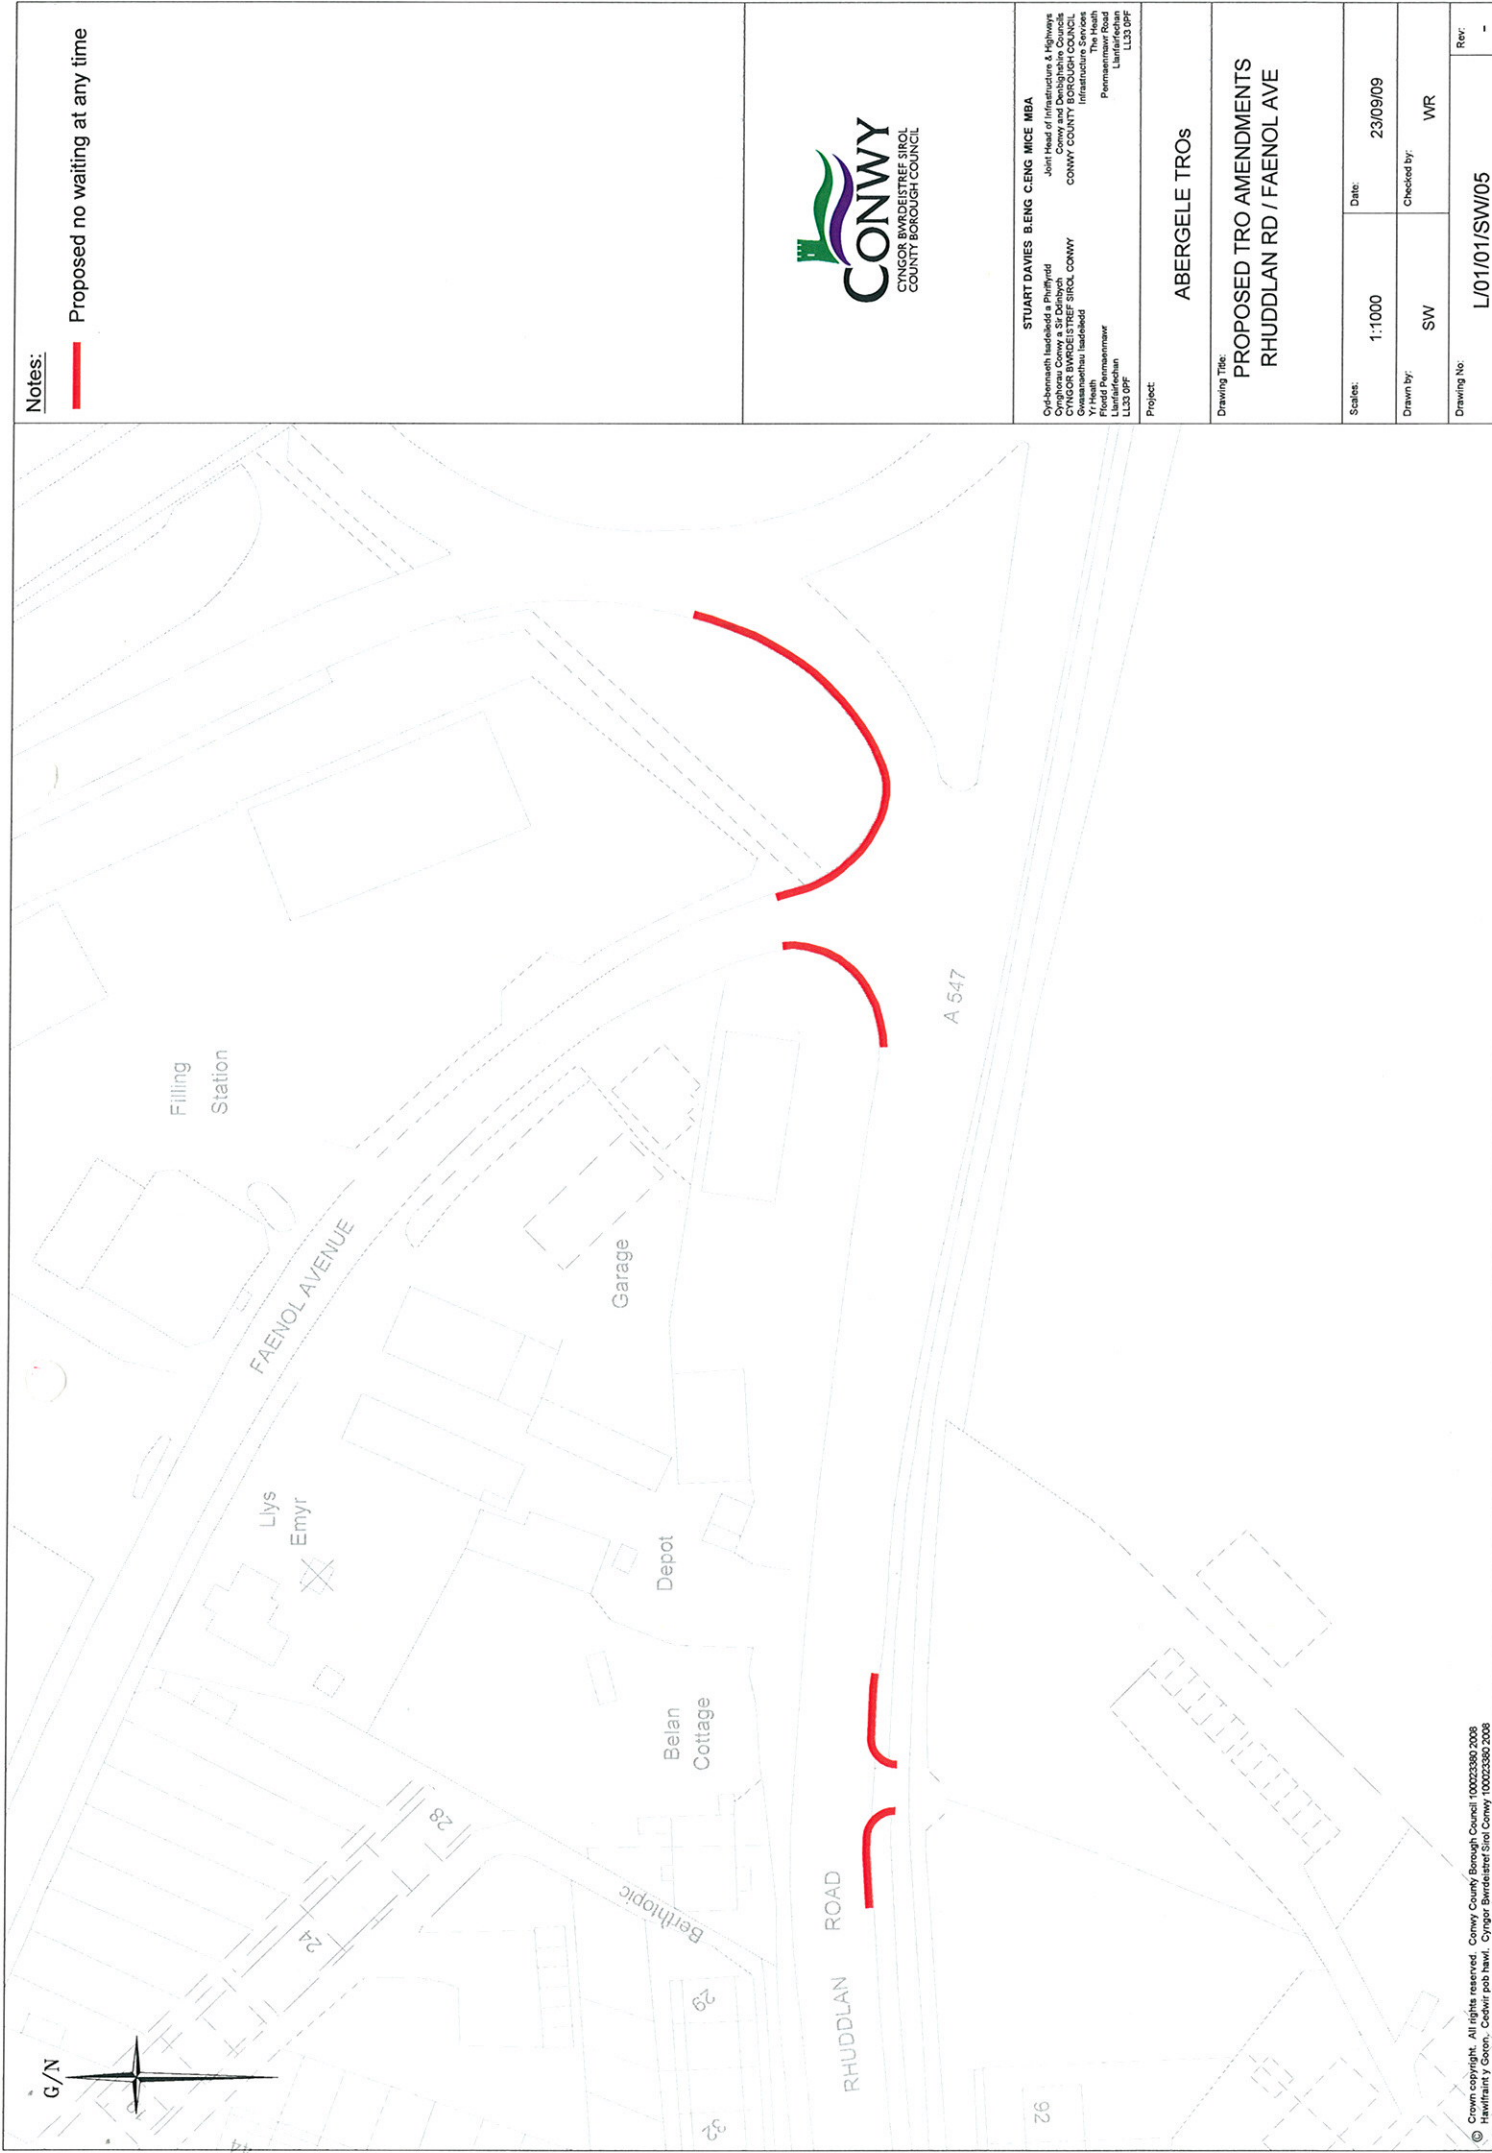 G/N
Filling
Station
FAENOL AVENUE
Llys
Emyr
Garage
Depot
Belan
Cottage
28
24
Berthtopic
29
32
44
92
RHUDDLAN ROAD
A 547
Notes:
Proposed no waiting at any time
CONWY
CYNGOR BWRDEISTREF SIROL
COUNTY BOROUGH COUNCIL
STUART DAVIES B.ENG C.ENG MICE MBA
Cyd-bennaeth Isadeiledd a Phriffyrdd
Cynghorau Conwy a Sir Ddinbych
CYNGOR BWRDEISTREF SIROL CONWY
Gwasanaethau Isadeiledd
Yr Heath
Ffordd Penmaenmawr
Llanfairfechan
LL33 0PF
Joint Head of Infrastructure & Highways
Conwy and Denbighshire Councils
CONWY COUNTY BOROUGH COUNCIL
Infrastructure Services
The Heath
Penmaenmawr Road
Llanfairfechan
LL33 0PF
Project:
ABERGELE TROs
Drawing Title:
PROPOSED TRO AMENDMENTS
RHUDDLAN RD / FAENOL AVE
Scales:
1:1000
Date:
23/09/09
Drawn by:
SW
Checked by:
WR
Drawing No:
L/01/01/SW/05
Rev:
-
© Crown copyright. All rights reserved. Conwy County Borough Council 100023380 2008
Hawlfraint y Goron. Cedwir pob hawl. Cyngor Bwrdeistref Sirol Conwy 100023380 2008